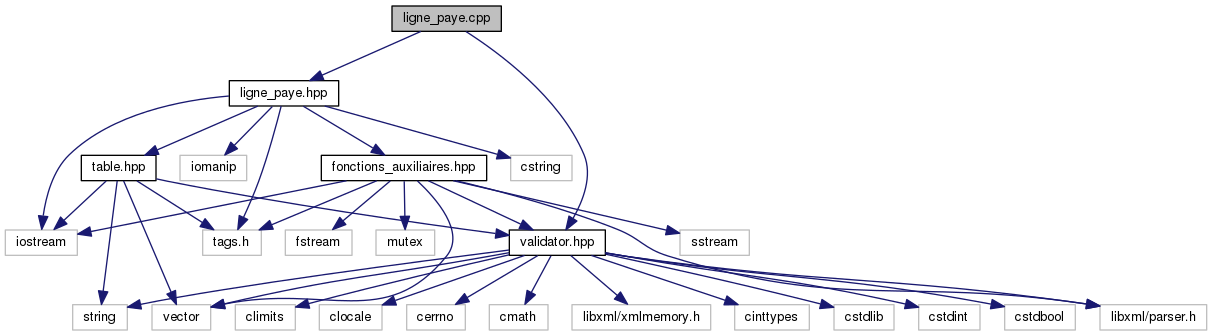 ligne_paye.cpp
ligne_paye.hpp
table.hpp
iomanip
fonctions_auxiliaires.hpp
cstring
iostream
tags.h
fstream
mutex
validator.hpp
sstream
string
vector
climits
clocale
cerrno
cmath
libxml/xmlmemory.h
cinttypes
cstdlib
cstdint
cstdbool
libxml/parser.h